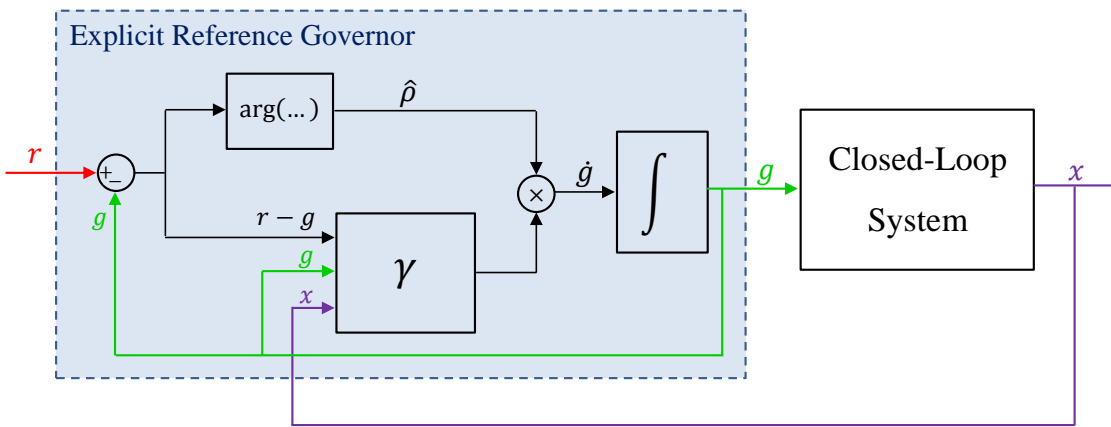 Explicit Reference Governor
arg(...)
ρ̂
r
+
−
g
r − g
g
x
γ
×
ġ
∫
g
Closed-Loop
System
x